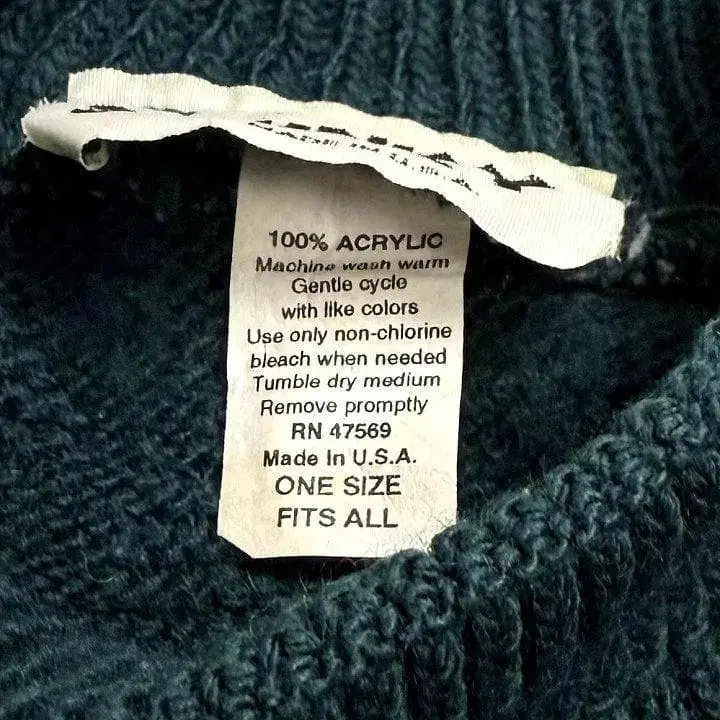 100% ACRYLIC
Machine wash warm
Gentle cycle
with like colors
Use only non-chlorine
bleach when needed
Tumble dry medium
Remove promptly
RN 47569
Made In U.S.A.
ONE SIZE
FITS ALL